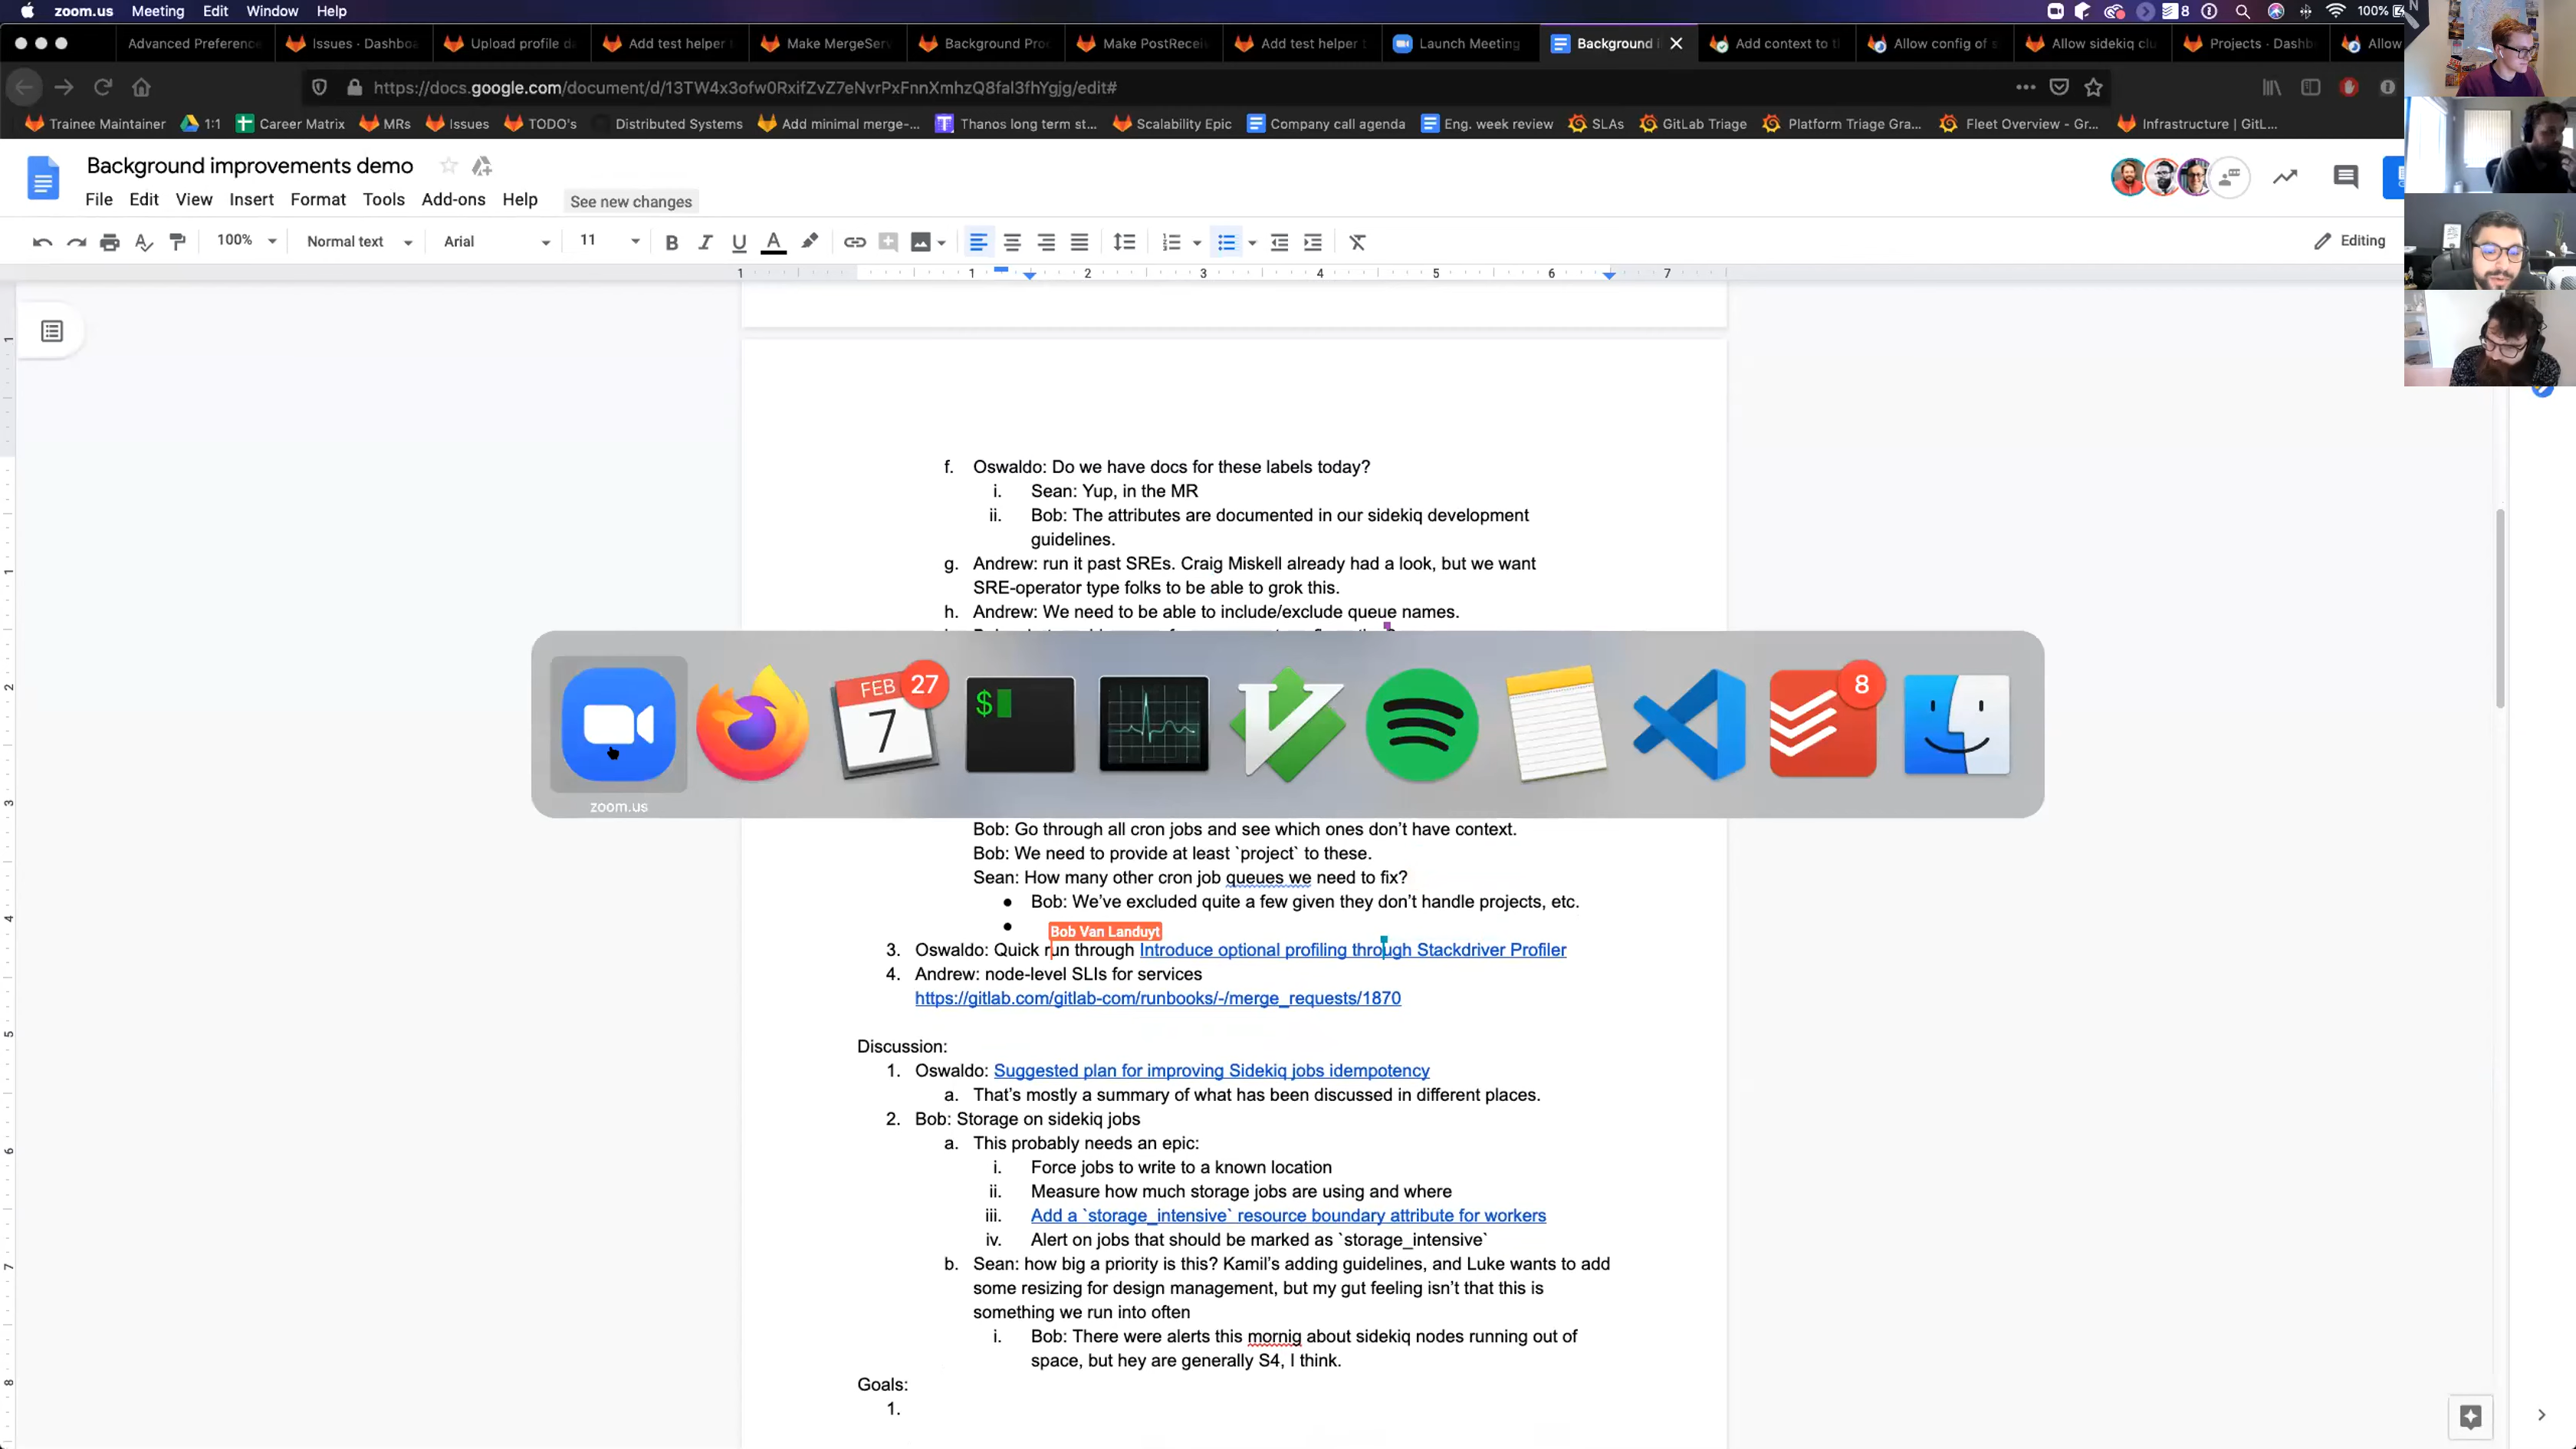 zoom.us Meeting Edit Window Help 8 100%
Advanced Preferenc Issues · Dashbo Upload profile d Add test helper Make MergeServ Background Pro Make PostRecei Add test helper Launch Meeting Background i Add context to t Allow config of s Allow sidekiq clu Projects · Dashb Allow
https://docs.google.com/document/d/13TW4x3ofw0RxifZvZ7eNvrPxFnnXmhzQ8fal3fhYgjg/edit#
Trainee Maintainer 1:1 Career Matrix MRs Issues TODO's Distributed Systems Add minimal merge-... Thanos long term st... Scalability Epic Company call agenda Eng. week review SLAs GitLab Triage Platform Triage Gra... Fleet Overview - Gr... Infrastructure | GitL...
Background improvements demo
File Edit View Insert Format Tools Add-ons Help See new changes
100% Normal text Arial 11 B I U A Editing
1 1 2 3 4 5 6 7
f. Oswaldo: Do we have docs for these labels today?
i. Sean: Yup, in the MR
ii. Bob: The attributes are documented in our sidekiq development
guidelines.
g. Andrew: run it past SREs. Craig Miskell already had a look, but we want
SRE-operator type folks to be able to grok this.
h. Andrew: We need to be able to include/exclude queue names.
FEB 27
7
$
8
zoom.us
Bob: Go through all cron jobs and see which ones don't have context.
Bob: We need to provide at least `project` to these.
Sean: How many other cron job queues we need to fix?
● Bob: We've excluded quite a few given they don't handle projects, etc.
●
Bob Van Landuyt
3. Oswaldo: Quick run through Introduce optional profiling through Stackdriver Profiler
4. Andrew: node-level SLIs for services
https://gitlab.com/gitlab-com/runbooks/-/merge_requests/1870
Discussion:
1. Oswaldo: Suggested plan for improving Sidekiq jobs idempotency
a. That's mostly a summary of what has been discussed in different places.
2. Bob: Storage on sidekiq jobs
a. This probably needs an epic:
i. Force jobs to write to a known location
ii. Measure how much storage jobs are using and where
iii. Add a `storage_intensive` resource boundary attribute for workers
iv. Alert on jobs that should be marked as `storage_intensive`
b. Sean: how big a priority is this? Kamil's adding guidelines, and Luke wants to add
some resizing for design management, but my gut feeling isn't that this is
something we run into often
i. Bob: There were alerts this mornig about sidekiq nodes running out of
space, but hey are generally S4, I think.
Goals:
1.